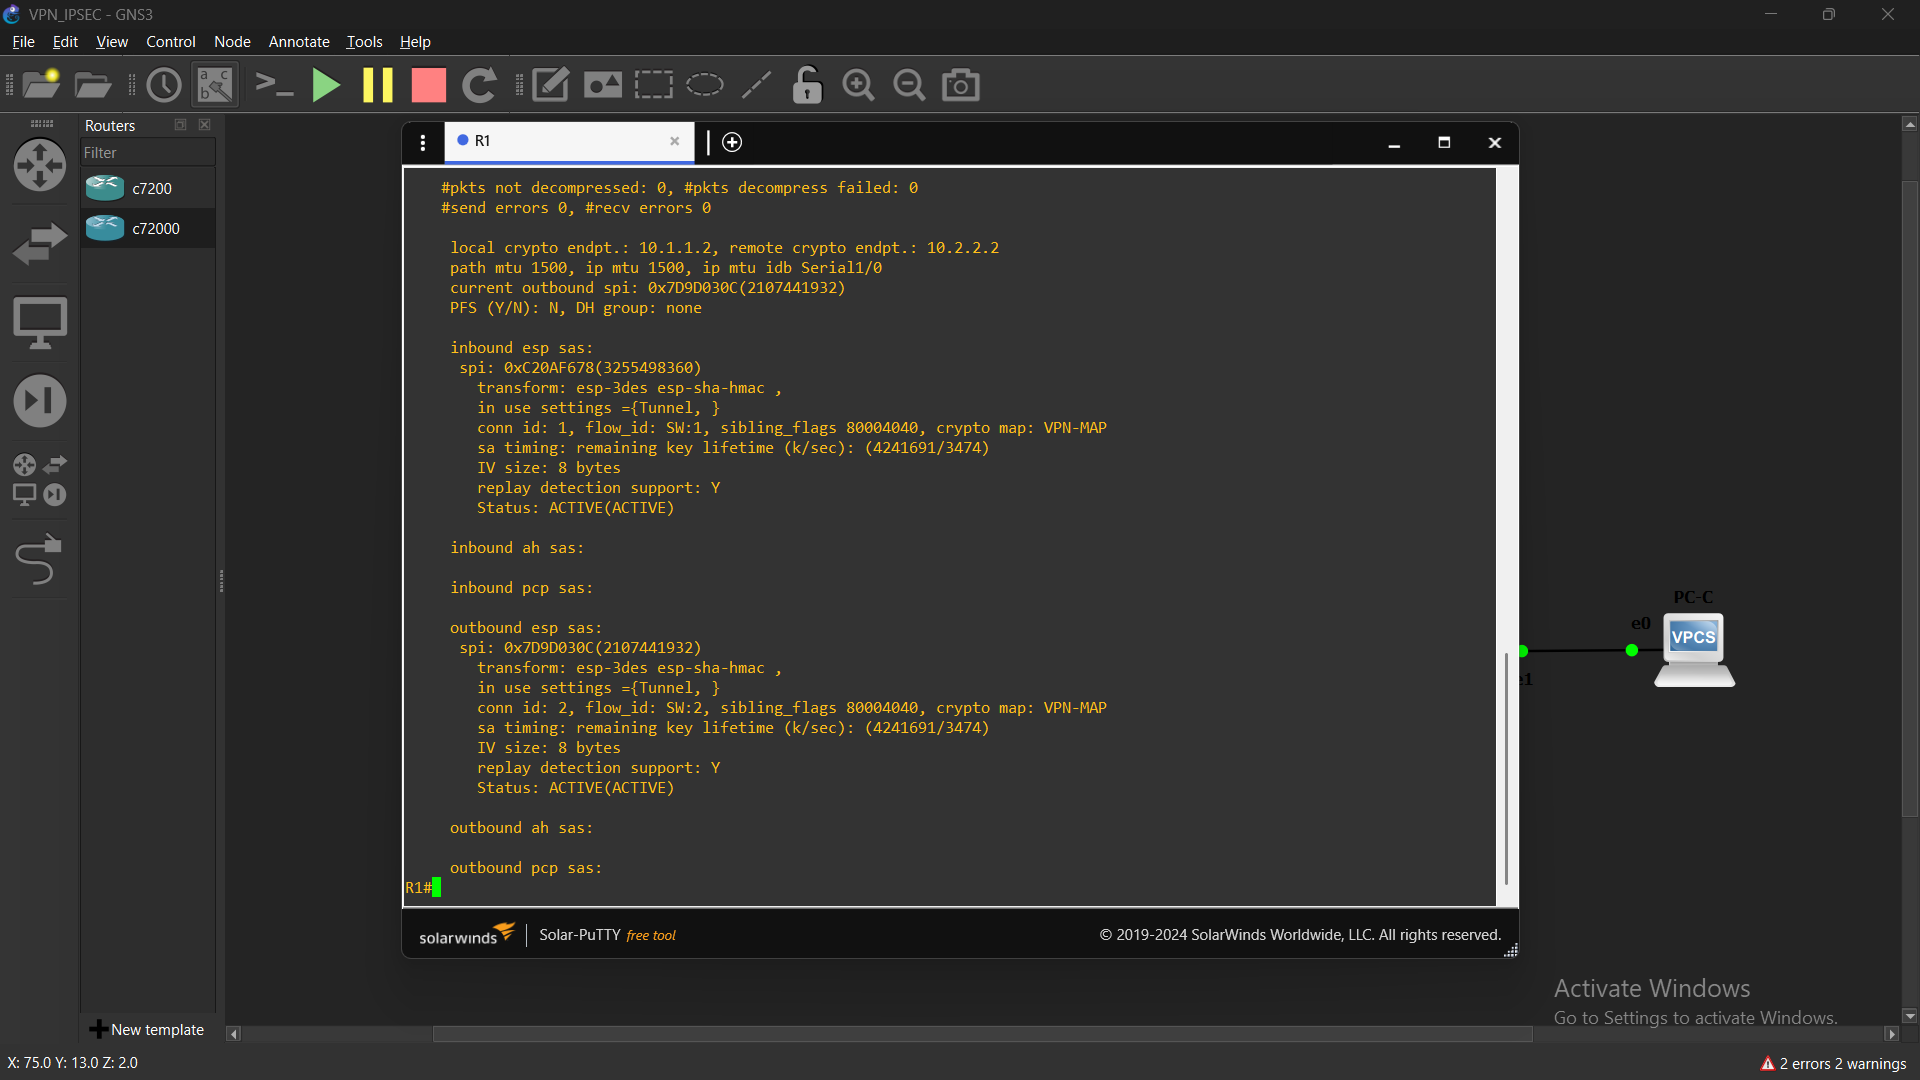 VPN_IPSEC - GNS3
File Edit View Control Node Annotate Tools Help
Routers
Filter
c7200
c72000
New template
R1
#pkts not decompressed: 0, #pkts decompress failed: 0
#send errors 0, #recv errors 0
local crypto endpt.: 10.1.1.2, remote crypto endpt.: 10.2.2.2
path mtu 1500, ip mtu 1500, ip mtu idb Serial1/0
current outbound spi: 0x7D9D030C(2107441932)
PFS (Y/N): N, DH group: none
inbound esp sas:
spi: 0xC20AF678(3255498360)
transform: esp-3des esp-sha-hmac ,
in use settings ={Tunnel, }
conn id: 1, flow_id: SW:1, sibling_flags 80004040, crypto map: VPN-MAP
sa timing: remaining key lifetime (k/sec): (4241691/3474)
IV size: 8 bytes
replay detection support: Y
Status: ACTIVE(ACTIVE)
inbound ah sas:
inbound pcp sas:
outbound esp sas:
spi: 0x7D9D030C(2107441932)
transform: esp-3des esp-sha-hmac ,
in use settings ={Tunnel, }
conn id: 2, flow_id: SW:2, sibling_flags 80004040, crypto map: VPN-MAP
sa timing: remaining key lifetime (k/sec): (4241691/3474)
IV size: 8 bytes
replay detection support: Y
Status: ACTIVE(ACTIVE)
outbound ah sas:
outbound pcp sas:
R1#
solarwinds Solar-PuTTY free tool © 2019-2024 SolarWinds Worldwide, LLC. All rights reserved.
PC-C
e0
VPCS
e1
Activate Windows
Go to Settings to activate Windows.
X: 75.0 Y: 13.0 Z: 2.0
2 errors 2 warnings